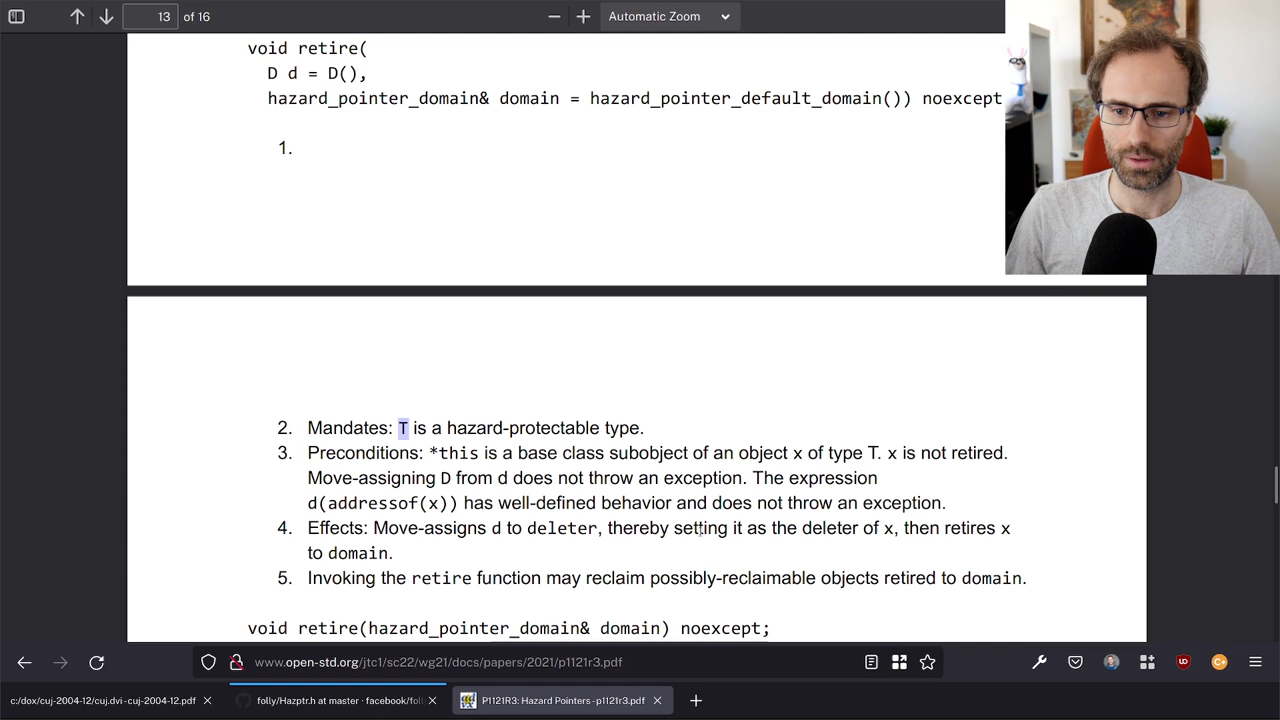 13 of 16
Automatic Zoom
void retire(
D d = D(),
hazard_pointer_domain& domain = hazard_pointer_default_domain()) noexcept
1.
2. Mandates: T is a hazard-protectable type.
3. Preconditions: *this is a base class subobject of an object x of type T. x is not retired.
Move-assigning D from d does not throw an exception. The expression
d(addressof(x)) has well-defined behavior and does not throw an exception.
4. Effects: Move-assigns d to deleter, thereby setting it as the deleter of x, then retires x
to domain.
5. Invoking the retire function may reclaim possibly-reclaimable objects retired to domain.
void retire(hazard_pointer_domain& domain) noexcept;
www.open-std.org/jtc1/sc22/wg21/docs/papers/2021/p1121r3.pdf
c:/dox/cuj-2004-12/cuj.dvi - cuj-2004-12.pdf
folly/Hazptr.h at master · facebook/foll
P1121R3: Hazard Pointers - p1121r3.pdf